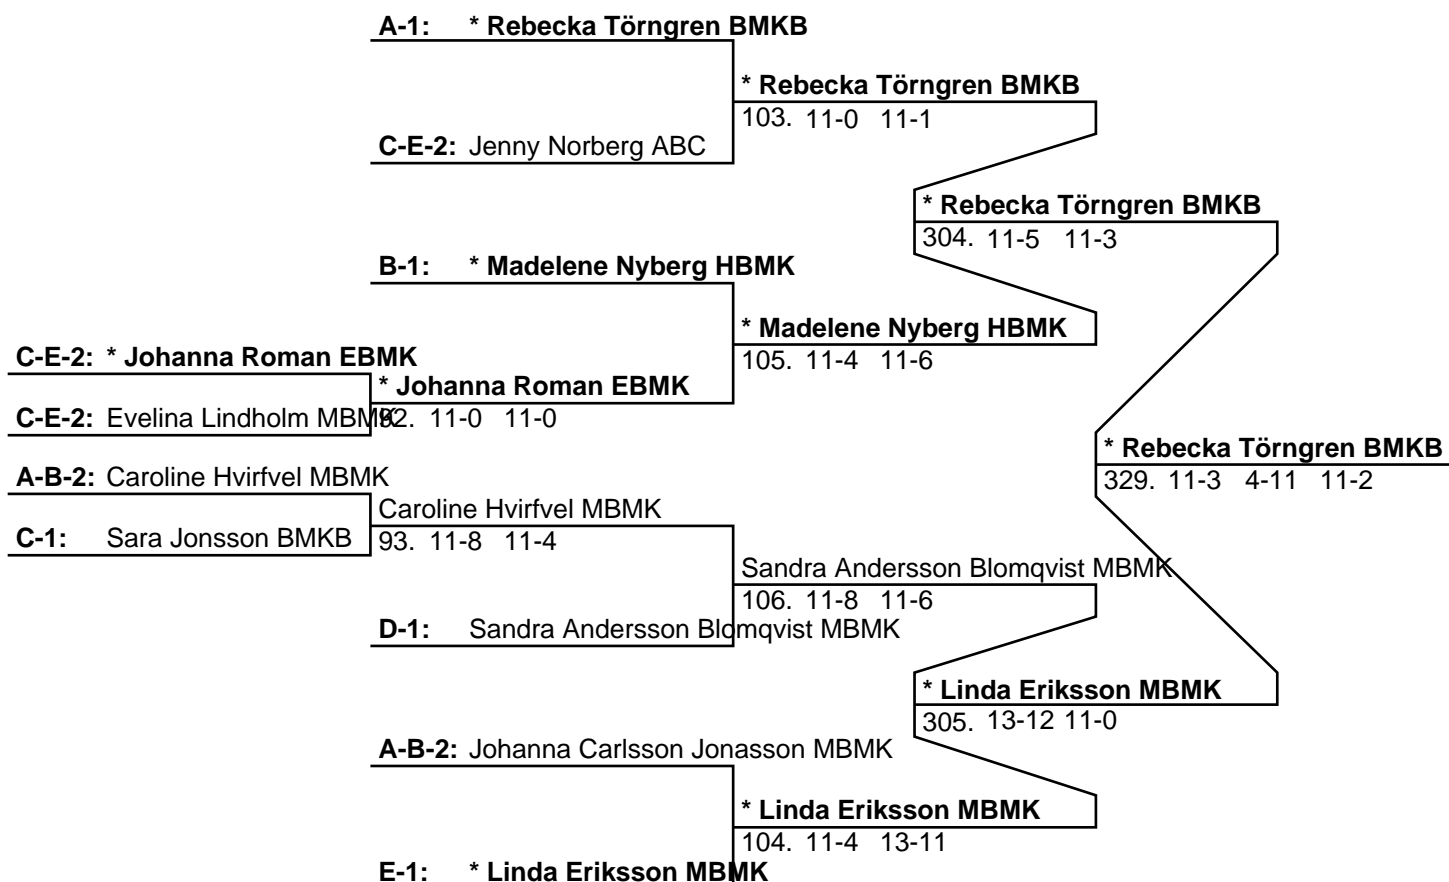 A-1: * Rebecka Törngren BMKB
* Rebecka Törngren BMKB
103. 11-0 11-1
C-E-2: Jenny Norberg ABC
* Rebecka Törngren BMKB
304. 11-5 11-3
B-1: * Madelene Nyberg HBMK
* Madelene Nyberg HBMK
105. 11-4 11-6
C-E-2: * Johanna Roman EBMK
* Johanna Roman EBMK
C-E-2: Evelina Lindholm MBMK
92. 11-0 11-0
* Rebecka Törngren BMKB
329. 11-3 4-11 11-2
A-B-2: Caroline Hvirfvel MBMK
Caroline Hvirfvel MBMK
C-1: Sara Jonsson BMKB
93. 11-8 11-4
Sandra Andersson Blomqvist MBMK
106. 11-8 11-6
D-1: Sandra Andersson Blomqvist MBMK
* Linda Eriksson MBMK
305. 13-12 11-0
A-B-2: Johanna Carlsson Jonasson MBMK
* Linda Eriksson MBMK
104. 11-4 13-11
E-1: * Linda Eriksson MBMK